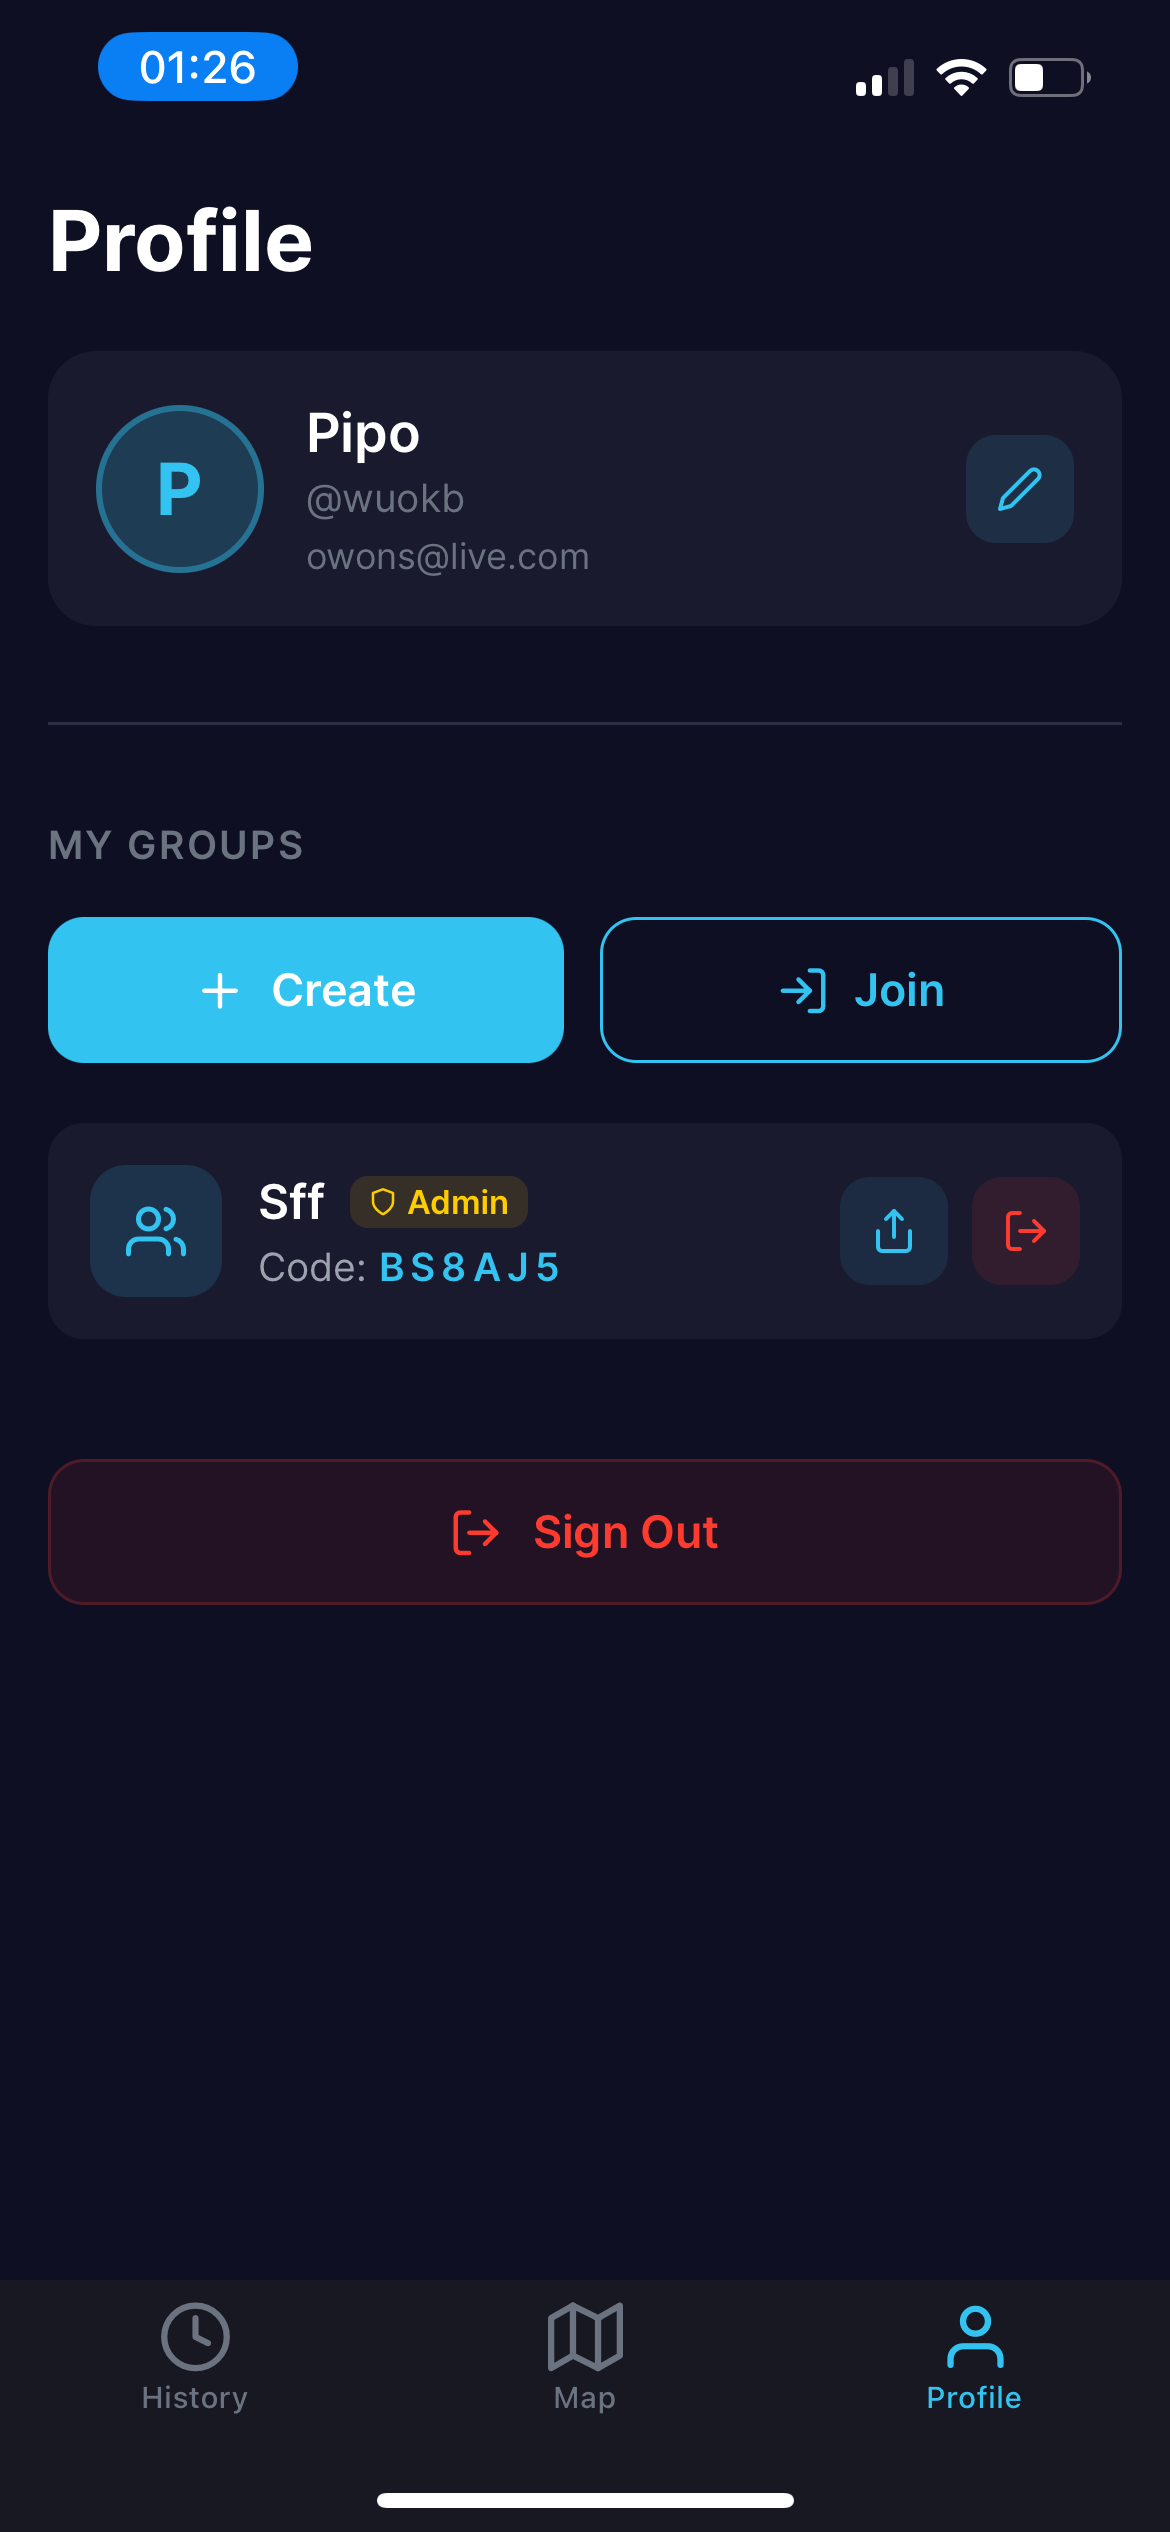 01:26
Profile
P
Pipo
@wuokb
owons@live.com
MY GROUPS
Create
Join
Sff
Admin
Code: BS8AJ5
Sign Out
History
Map
Profile